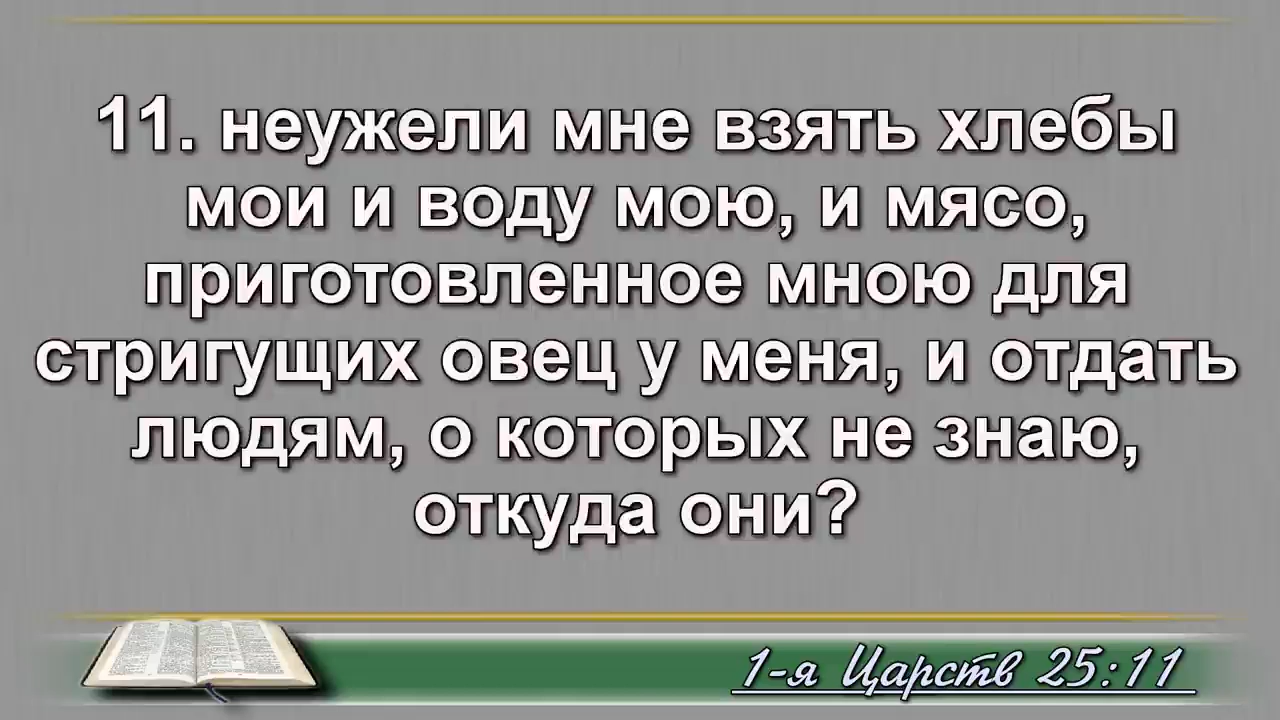 11. неужели мне взять хлебы
мои и воду мою, и мясо,
приготовленное мною для
стригущих овец у меня, и отдать
людям, о которых не знаю,
откуда они?
1-я Царств 25:11